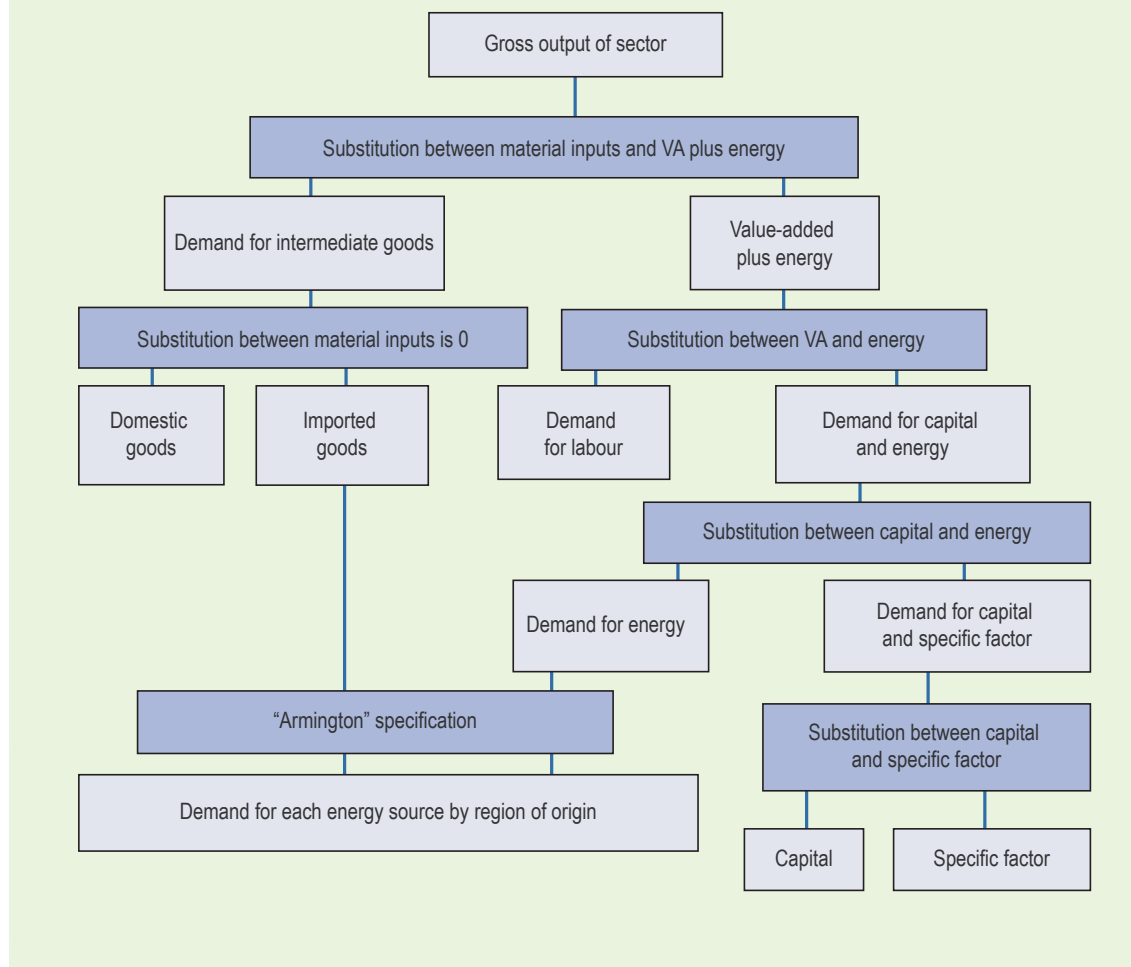 Gross output of sector
Substitution between material inputs and VA plus energy
Demand for intermediate goods
Value-added
plus energy
Substitution between material inputs is 0
Substitution between VA and energy
Domestic
goods
Imported
goods
Demand
for labour
Demand for capital
and energy
Substitution between capital and energy
Demand for energy
Demand for capital
and specific factor
“Armington” specification
Substitution between capital
and specific factor
Demand for each energy source by region of origin
Capital
Specific factor